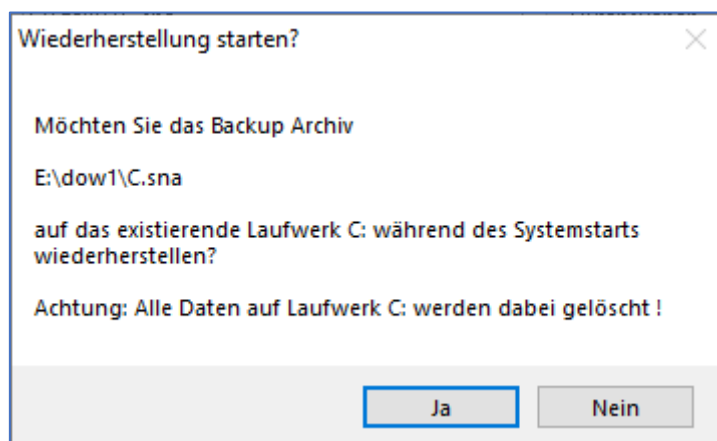 Wiederherstellung starten?
Möchten Sie das Backup Archiv
E:\dow1\C.sna
auf das existierende Laufwerk C: während des Systemstarts
wiederherstellen?
Achtung: Alle Daten auf Laufwerk C: werden dabei gelöscht !
Ja
Nein